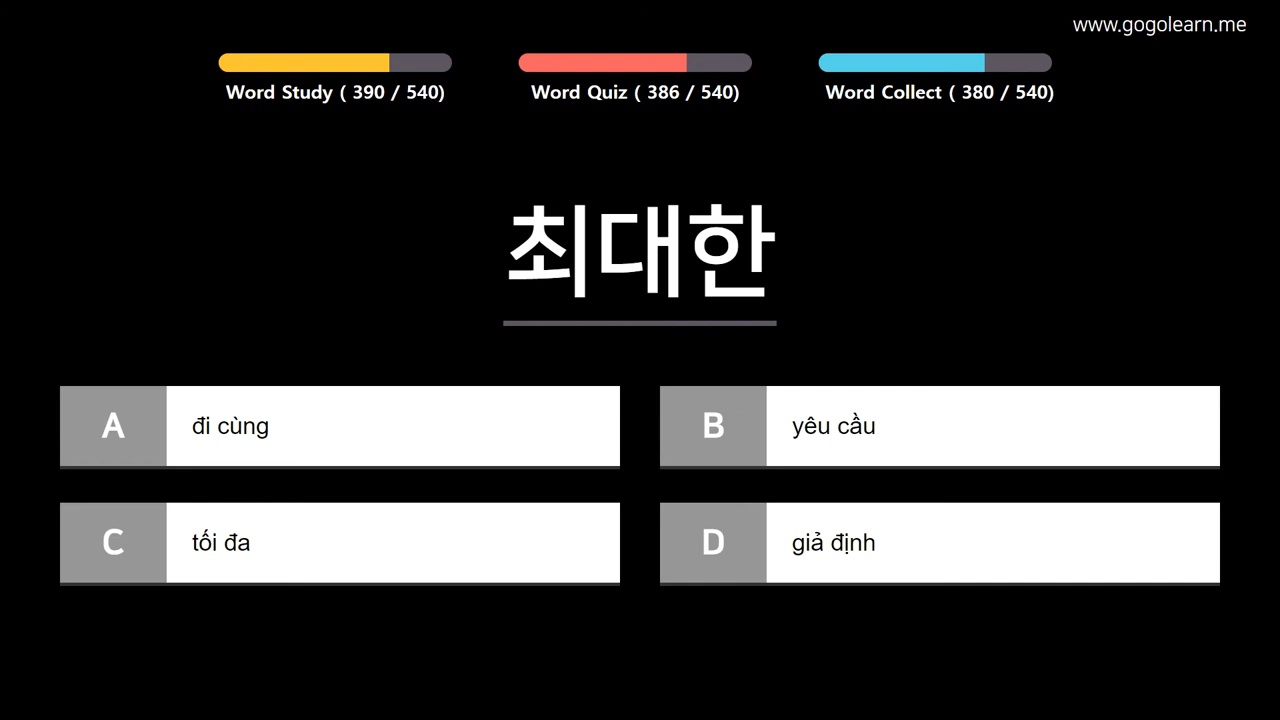 www.gogolearn.me
Word Study ( 390 / 540)
Word Quiz ( 386 / 540)
Word Collect ( 380 / 540)
최대한
A đi cùng
B yêu cầu
C tối đa
D giả định